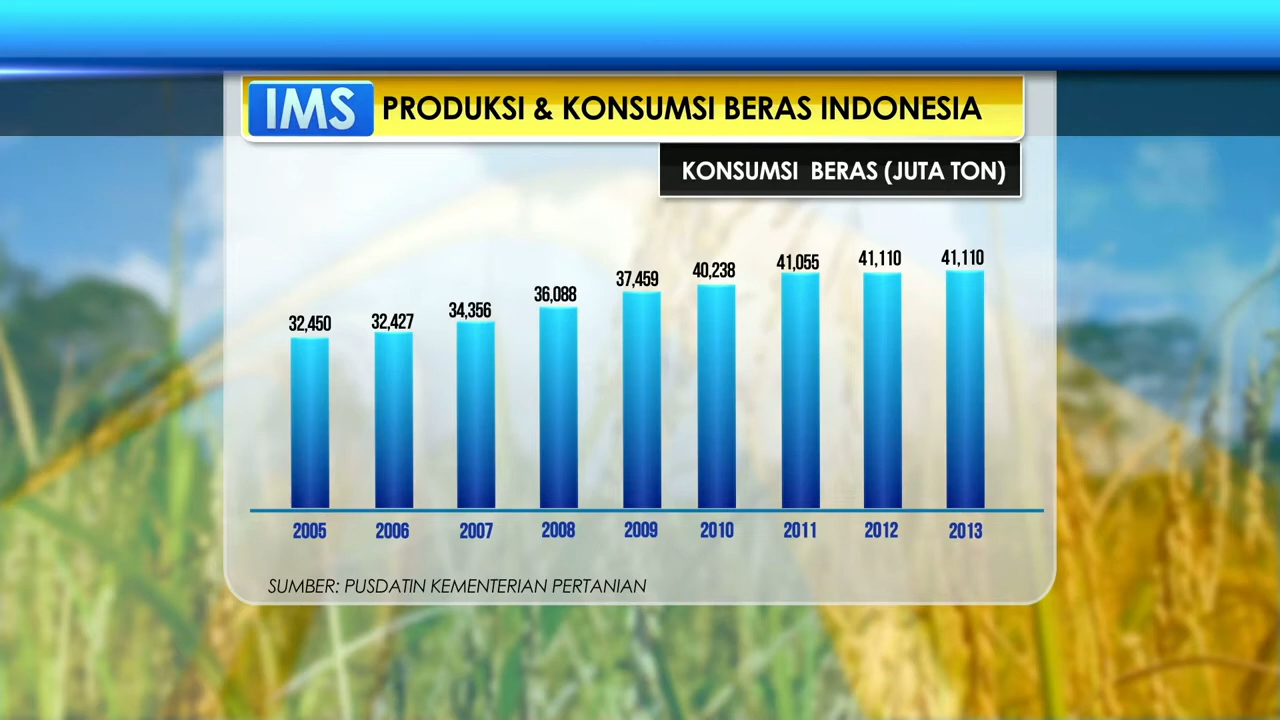 IMS PRODUKSI & KONSUMSI BERAS INDONESIA
KONSUMSI BERAS (JUTA TON)
32,450 32,427 34,356 36,088 37,459 40,238 41,055 41,110 41,110
2005 2006 2007 2008 2009 2010 2011 2012 2013
SUMBER: PUSDATIN KEMENTERIAN PERTANIAN